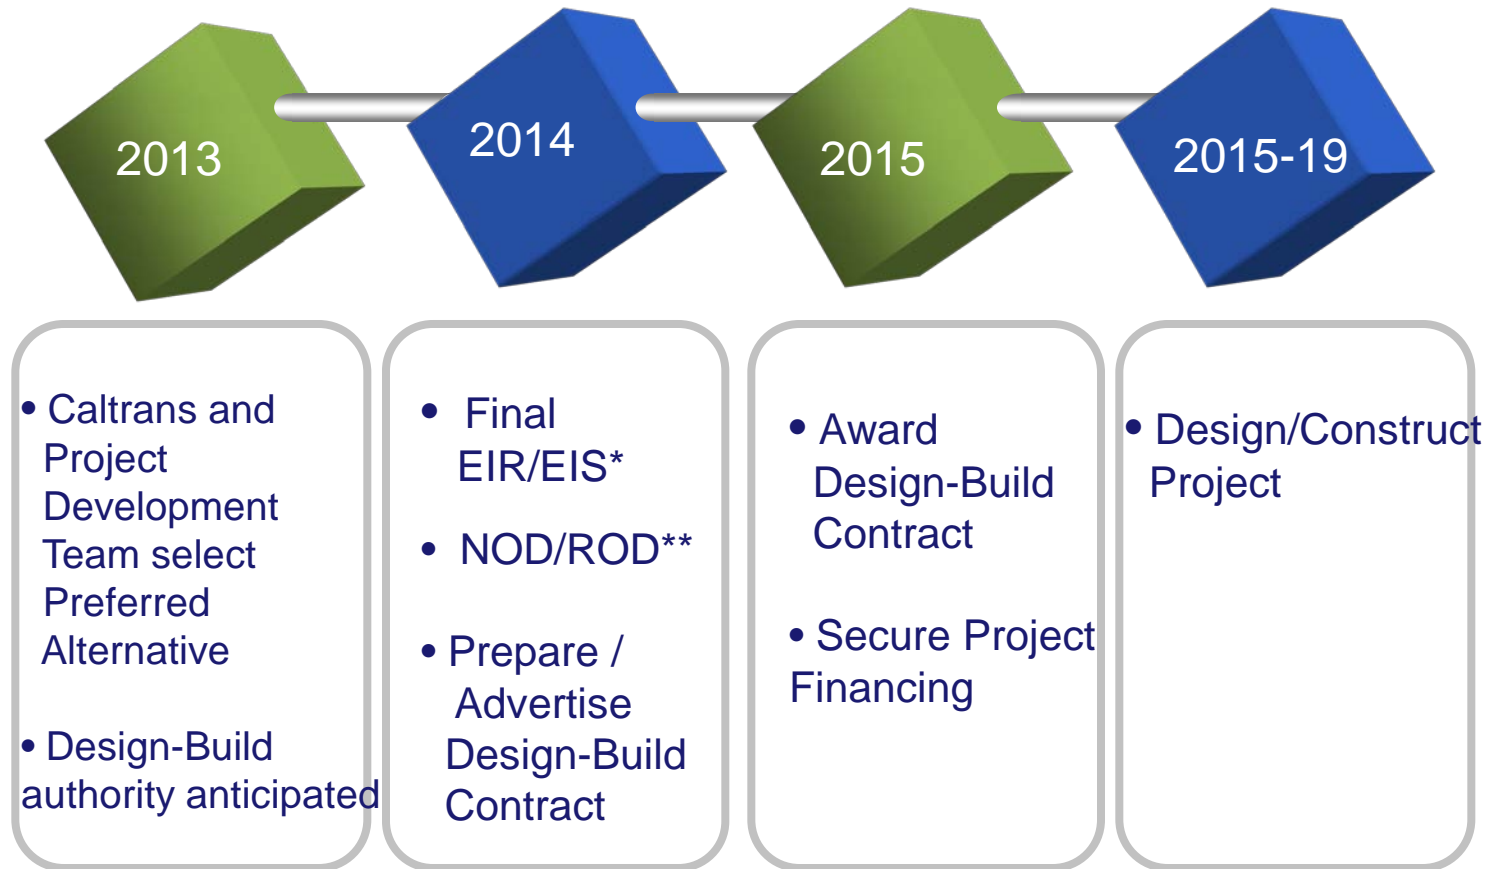 2013
2014
2015
2015-19
• Caltrans and
Project
Development
Team select
Preferred
Alternative
• Design-Build
authority anticipated
• Final
EIR/EIS*
• NOD/ROD**
• Prepare /
Advertise
Design-Build
Contract
• Award
Design-Build
Contract
• Secure Project
Financing
• Design/Construct
Project